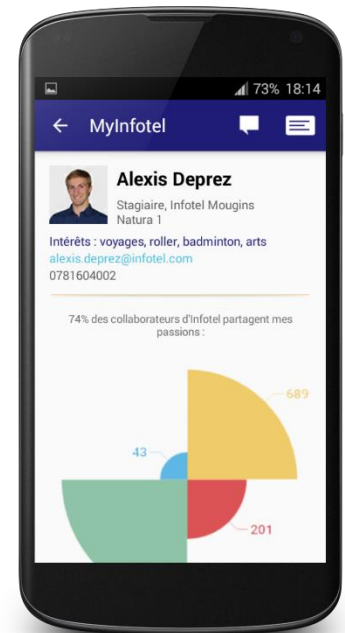 73% 18:14
MyInfotel
Alexis Deprez
Stagiaire, Infotel Mougins
Natura 1
Intérêts : voyages, roller, badminton, arts
alexis.deprez@infotel.com
0781604002
74% des collaborateurs d'Infotel partagent mes
passions :
689
43
201